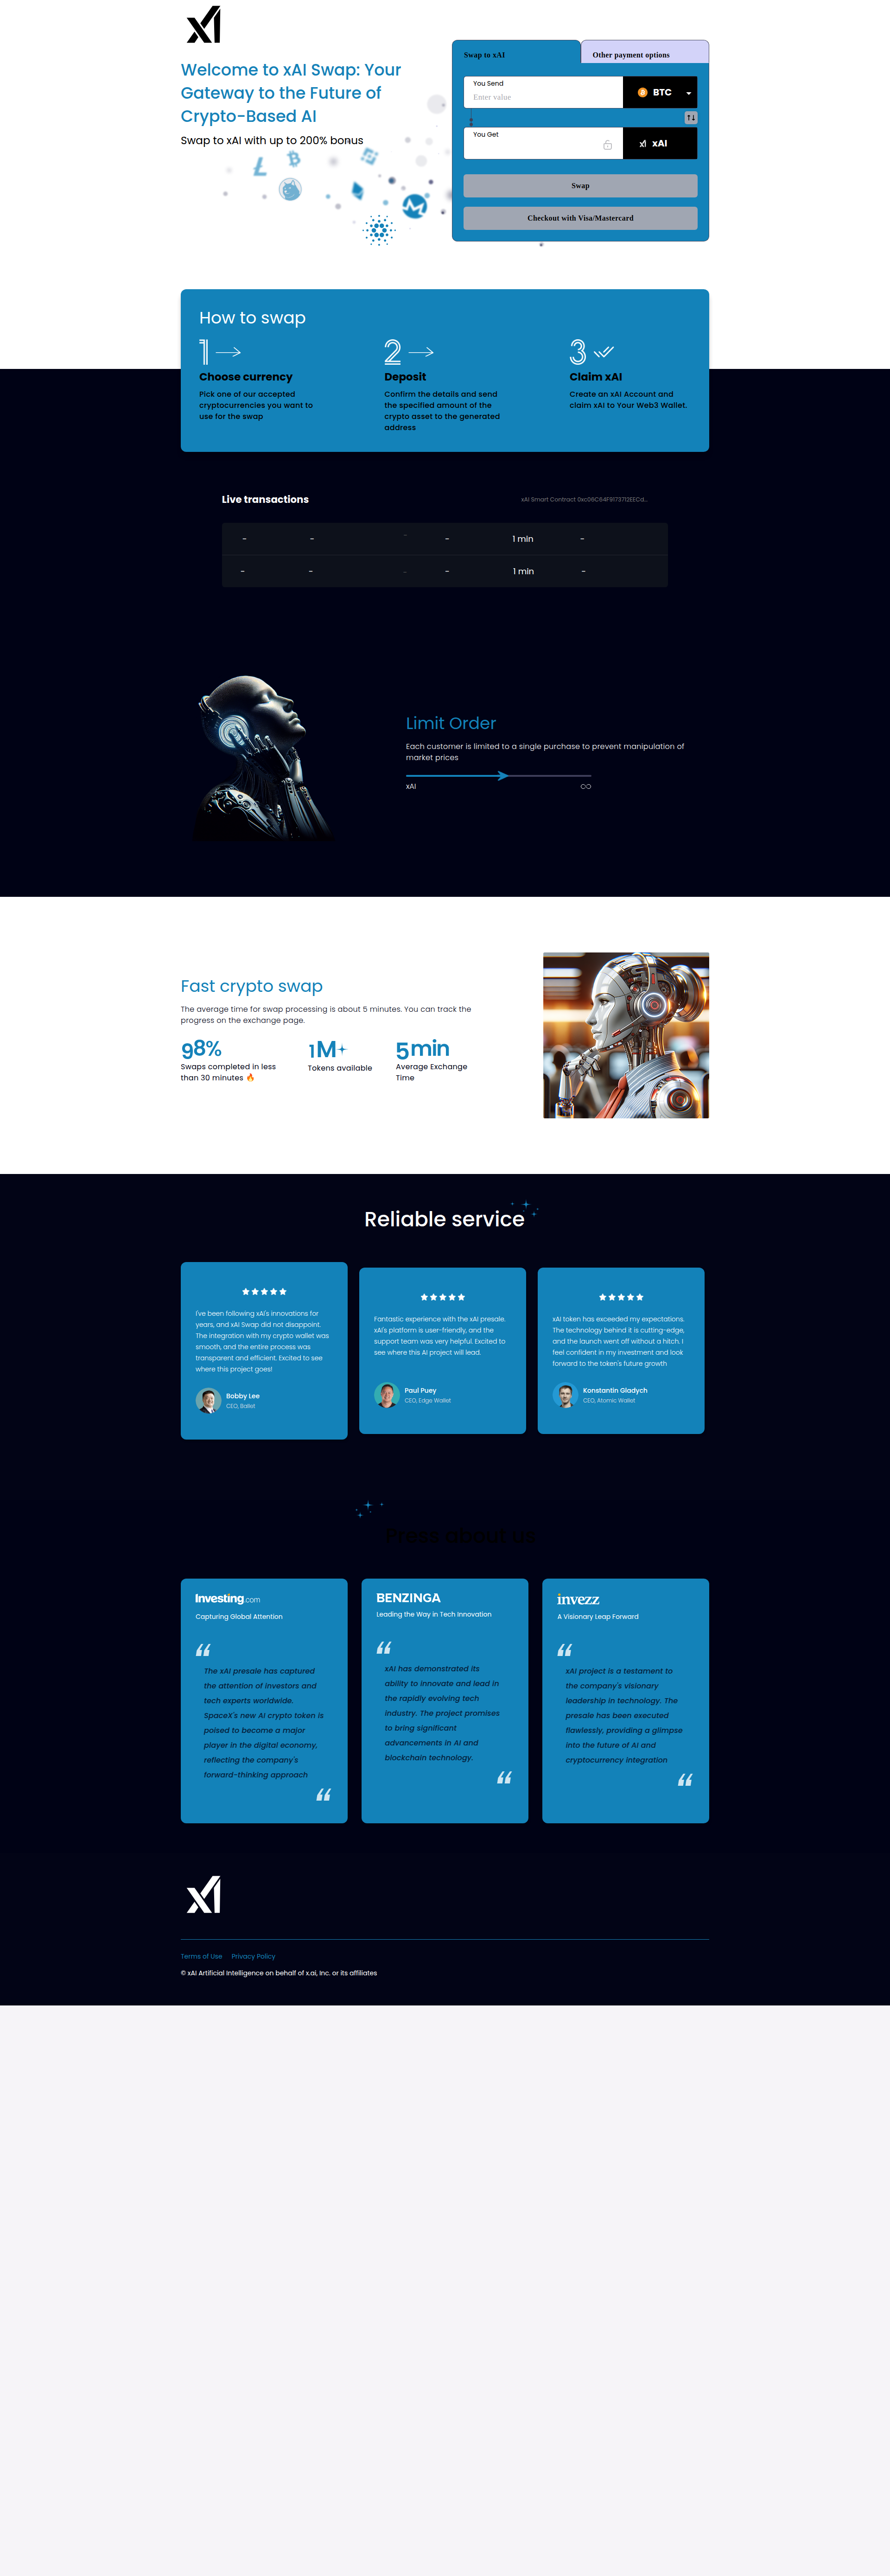 xI
Welcome to xAI Swap: Your
Gateway to the Future of
Crypto-Based AI
Swap to xAI with up to 200% bonus
Swap to xAI
Other payment options
You Send
Enter value
BTC
You Get
xAI
Swap
Checkout with Visa/Mastercard
How to swap
1
Choose currency
Pick one of our accepted
cryptocurrencies you want to
use for the swap
2
Deposit
Confirm the details and send
the specified amount of the
crypto asset to the generated
address
3
Claim xAI
Create an xAI Account and
claim xAI to Your Web3 Wallet.
Live transactions
- - - - 1 min -
- - - - 1 min -
Limit Order
Each customer is limited to a single purchase to prevent manipulation of
market prices
xAI
∞
Fast crypto swap
The average time for swap processing is about 5 minutes. You can track the
progress on the exchange page.
98%
Swaps completed in less
than 30 minutes 🔥
1M+
Tokens available
5min
Average Exchange
Time
Reliable service
★★★★★
I've been following xAI's innovations for
years, and xAI Swap did not disappoint.
The integration with my crypto wallet was
smooth, and the entire process was
transparent and efficient. Excited to see
where this project goes!
Bobby Lee
CEO, Ballet
★★★★★
Fantastic experience with the xAI presale.
xAI's platform is user-friendly, and the
support team was very helpful. Excited to
see where this AI project will lead.
Paul Puey
CEO, Edge Wallet
★★★★★
xAI token has exceeded my expectations.
The technology behind it is cutting-edge,
and the launch went off without a hitch. I
feel confident in my investment and look
forward to the token's future growth
Konstantin Gladych
CEO, Atomic Wallet
Press about us
Investing.com
Capturing Global Attention
“
The xAI presale has captured
the attention of investors and
tech experts worldwide.
SpaceX's new AI crypto token is
poised to become a major
player in the digital economy,
reflecting the company's
forward-thinking approach
“
BENZINGA
Leading the Way in Tech Innovation
“
xAI has demonstrated its
ability to innovate and lead in
the rapidly evolving tech
industry. The project promises
to bring significant
advancements in AI and
blockchain technology.
“
invezz
A Visionary Leap Forward
“
xAI project is a testament to
the company's visionary
leadership in technology. The
presale has been executed
flawlessly, providing a glimpse
into the future of AI and
cryptocurrency integration
“
xI
Terms of Use
Privacy Policy
© xAI Artificial Intelligence on behalf of x.ai, Inc. or its affiliates